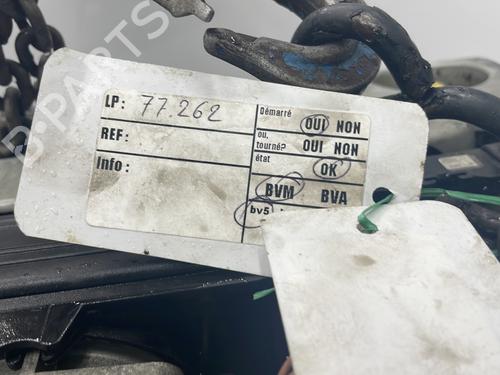 LP: 77.262
REF:
Info:
Démarré OUI NON
ou, tourné? OUI NON
état OK
BVM BVA
bv5
B-PARTS